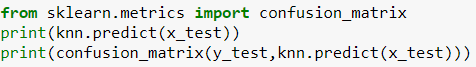 from sklearn.metrics import confusion_matrix
print(knn.predict(x_test))
print(confusion_matrix(y_test,knn.predict(x_test)))